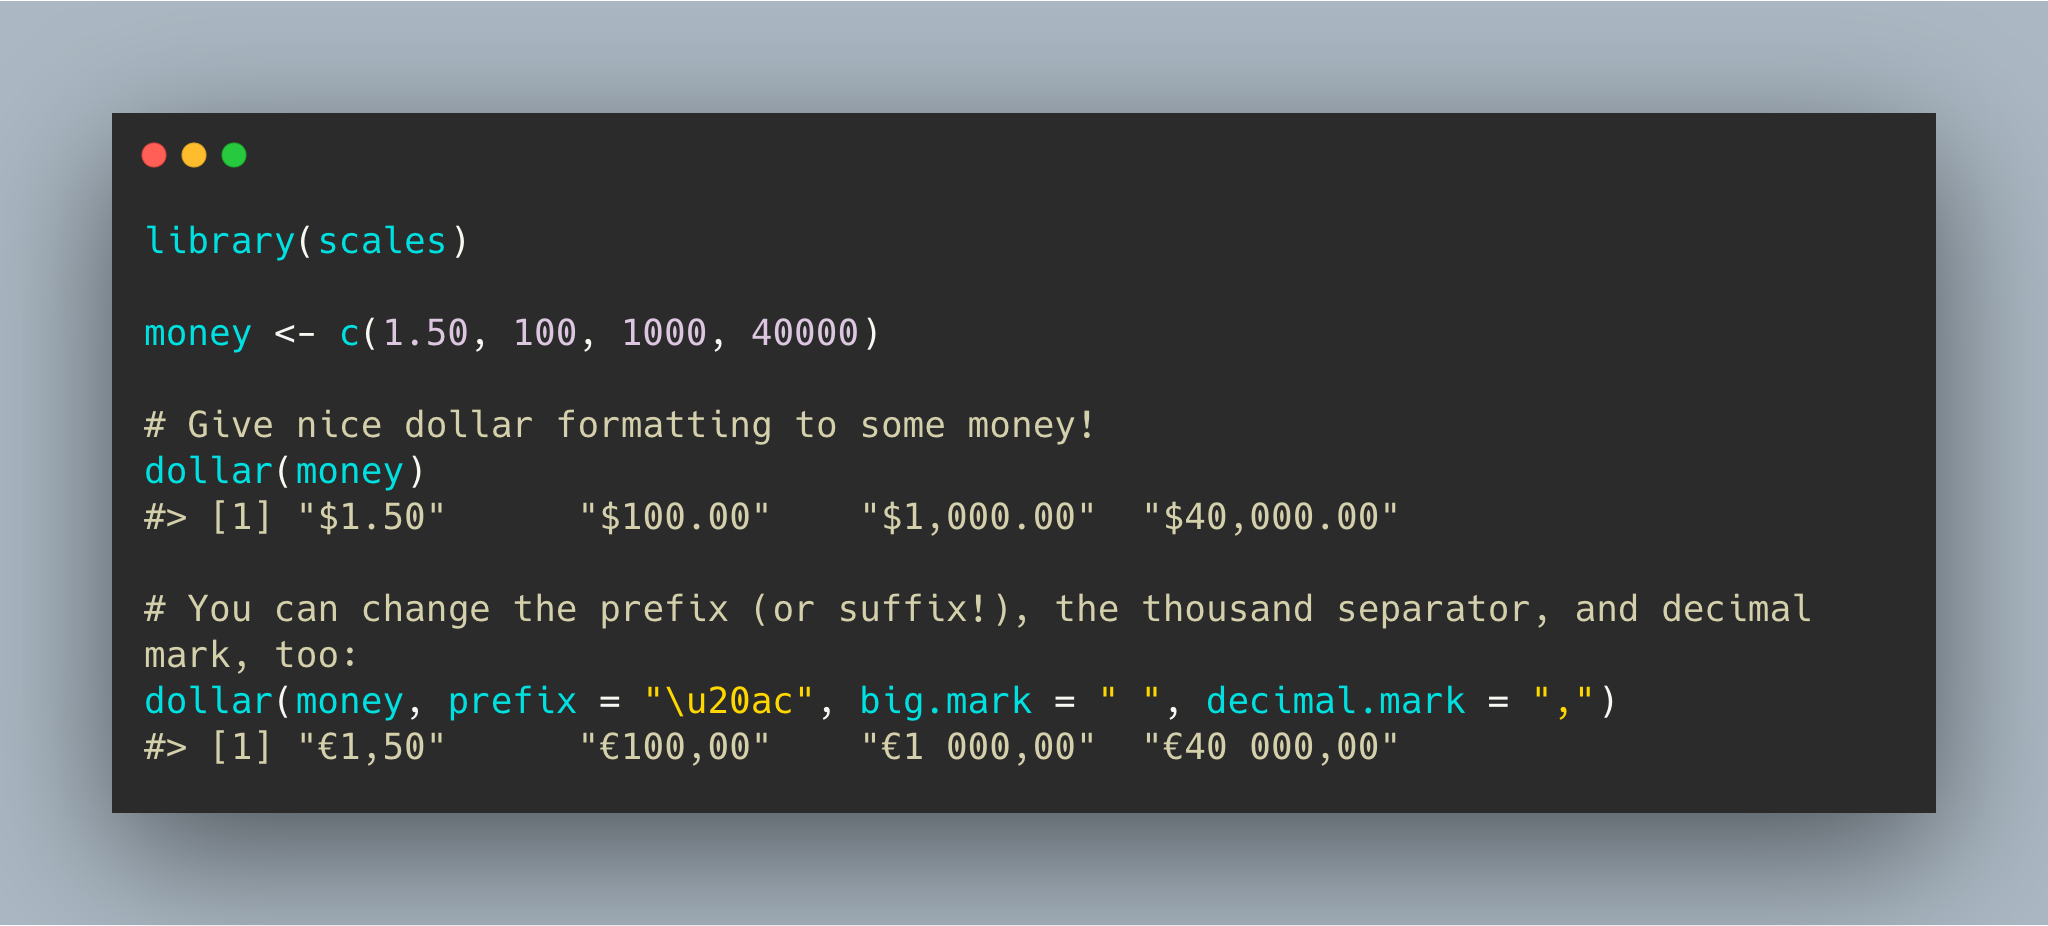 library(scales)
money <- c(1.50, 100, 1000, 40000)
# Give nice dollar formatting to some money!
dollar(money)
#> [1] "$1.50"      "$100.00"    "$1,000.00"  "$40,000.00"
# You can change the prefix (or suffix!), the thousand separator, and decimal
mark, too:
dollar(money, prefix = "\u20ac", big.mark = " ", decimal.mark = ",")
#> [1] "€1,50"      "€100,00"    "€1 000,00"  "€40 000,00"